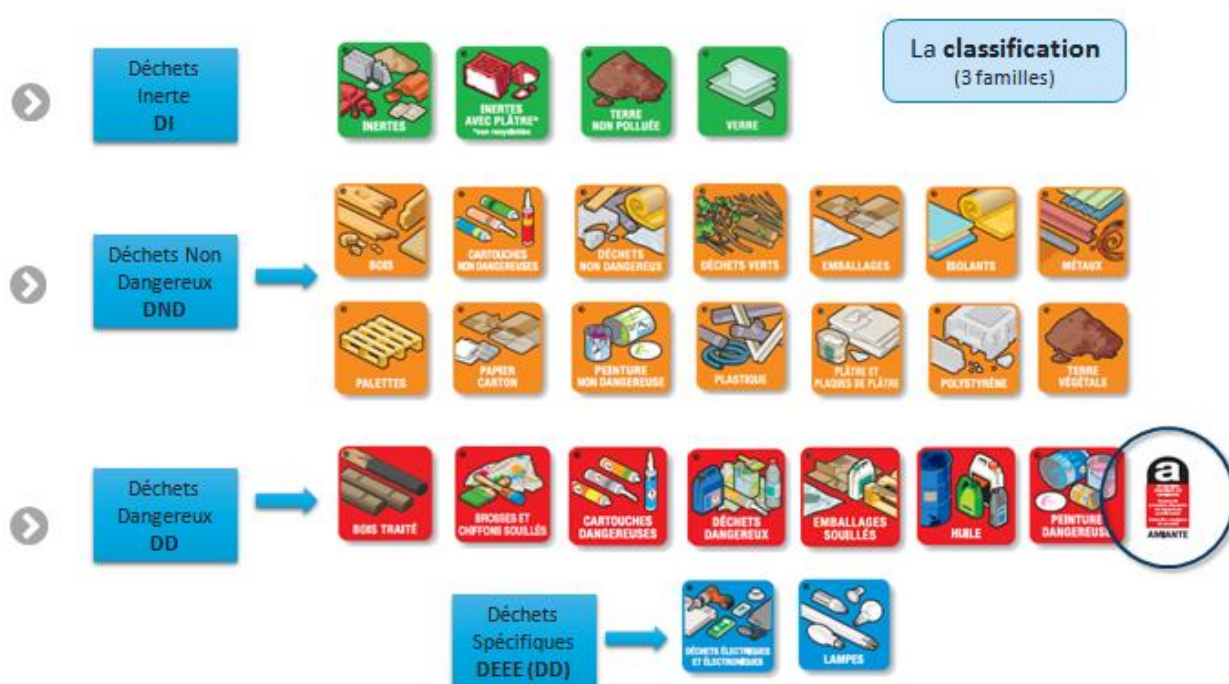 La classification
(3 familles)
Déchets
Inerte
DI
INERTES
INERTES
AVEC PLÂTRE*
*non recyclables
TERRE
NON POLLUÉE
VERRE
Déchets Non
Dangereux
DND
BOIS
CARTOUCHES
NON DANGEREUSES
DÉCHETS
NON DANGEREUX
DÉCHETS VERTS
EMBALLAGES
ISOLANTS
MÉTAUX
PALETTES
PAPIER
CARTON
PEINTURE
NON DANGEREUSE
PLASTIQUE
PLÂTRE ET
PLAQUES DE PLÂTRE
POLYSTYRÈNE
TERRE
VÉGÉTALE
Déchets
Dangereux
DD
BOIS TRAITÉ
BROSSES ET
CHIFFONS SOUILLÉS
CARTOUCHES
DANGEREUSES
DÉCHETS
DANGEREUX
EMBALLAGES
SOUILLÉS
HUILE
PEINTURE
DANGEREUSE
a
AMIANTE
Déchets
Spécifiques
DEEE (DD)
DÉCHETS ÉLECTRIQUES
ET ÉLECTRONIQUES
LAMPES